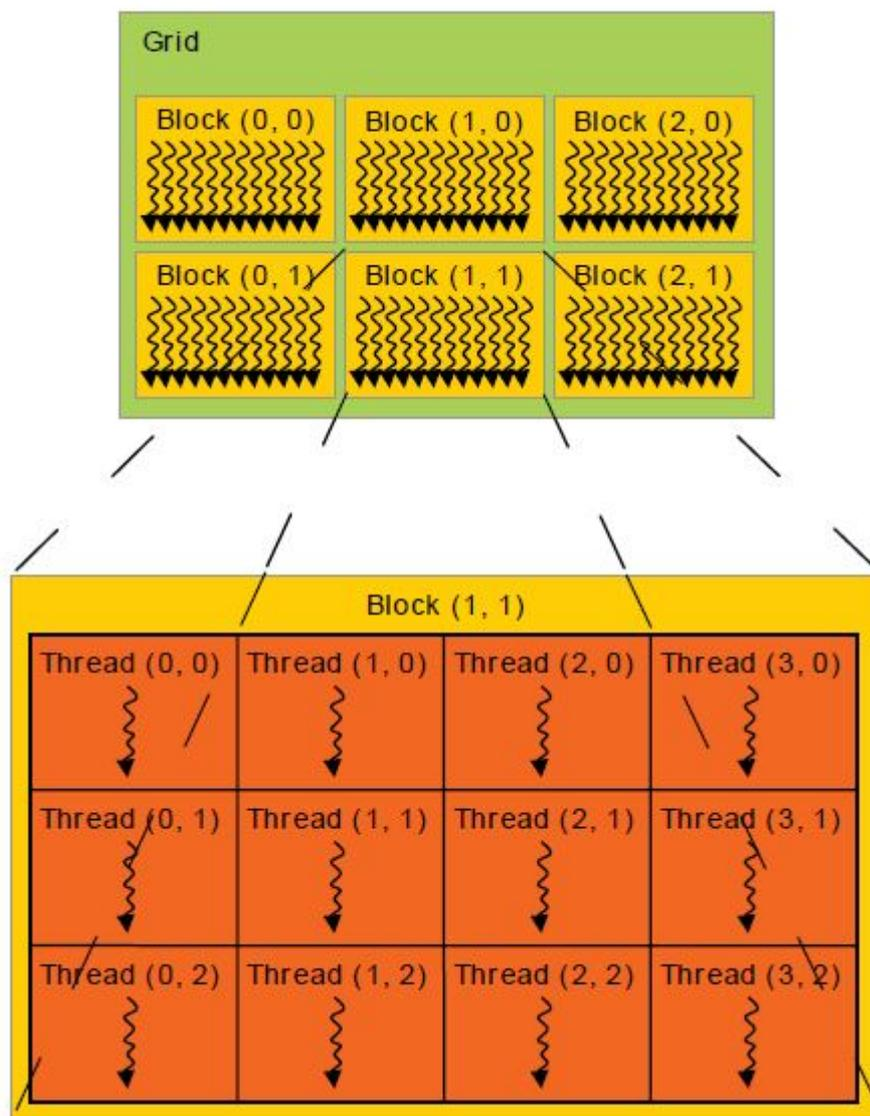 Grid
Block (0, 0) Block (1, 0) Block (2, 0)
Block (0, 1) Block (1, 1) Block (2, 1)
Block (1, 1)
Thread (0, 0) Thread (1, 0) Thread (2, 0) Thread (3, 0)
Thread (0, 1) Thread (1, 1) Thread (2, 1) Thread (3, 1)
Thread (0, 2) Thread (1, 2) Thread (2, 2) Thread (3, 2)